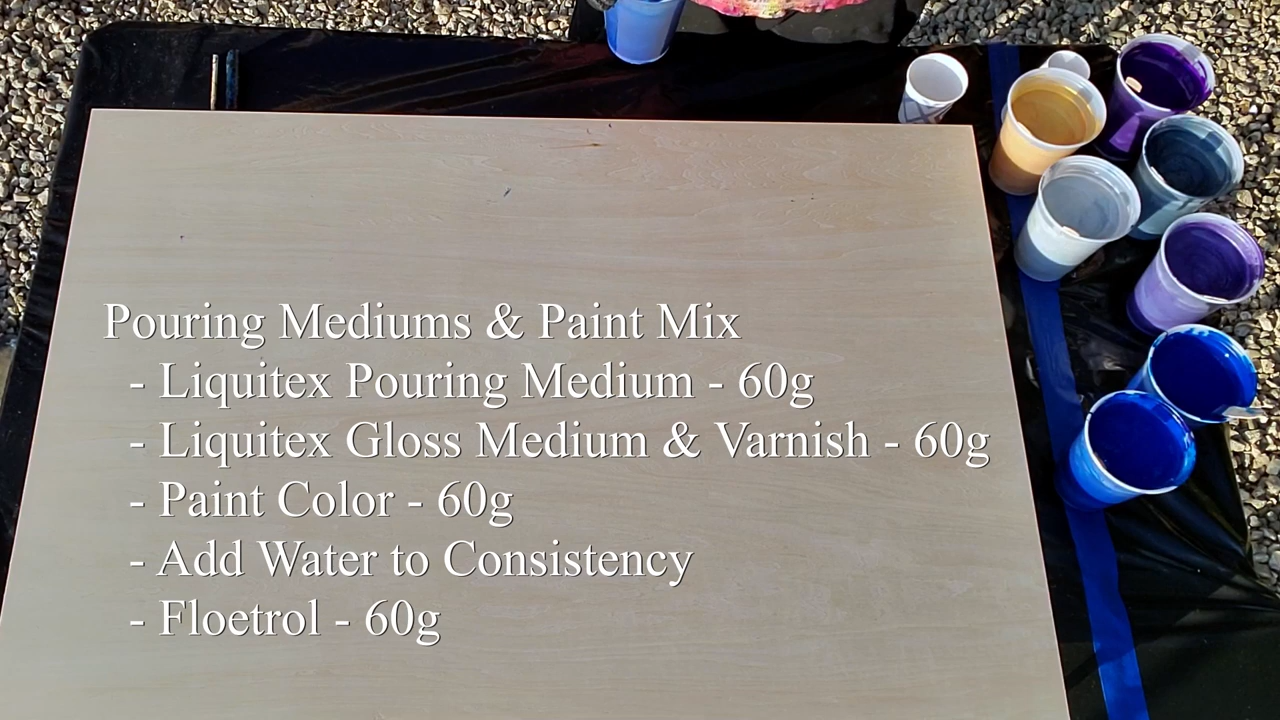 Pouring Mediums & Paint Mix
- Liquitex Pouring Medium - 60g
- Liquitex Gloss Medium & Varnish - 60g
- Paint Color - 60g
- Add Water to Consistency
- Floetrol - 60g